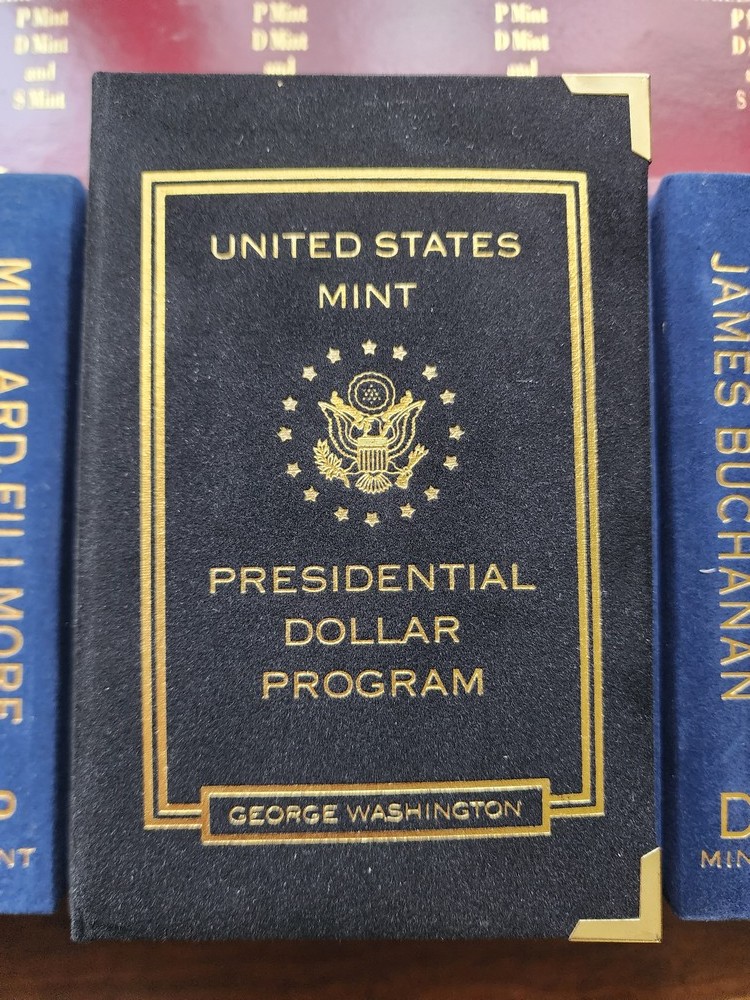 P Mint
D Mint
and
S Mint
P Mint
D Mint
and
P Mint
D Mint
and
UNITED STATES
MINT
PRESIDENTIAL
DOLLAR
PROGRAM
GEORGE WASHINGTON
MILLARD FILLMORE
JAMES BUCHANAN
D